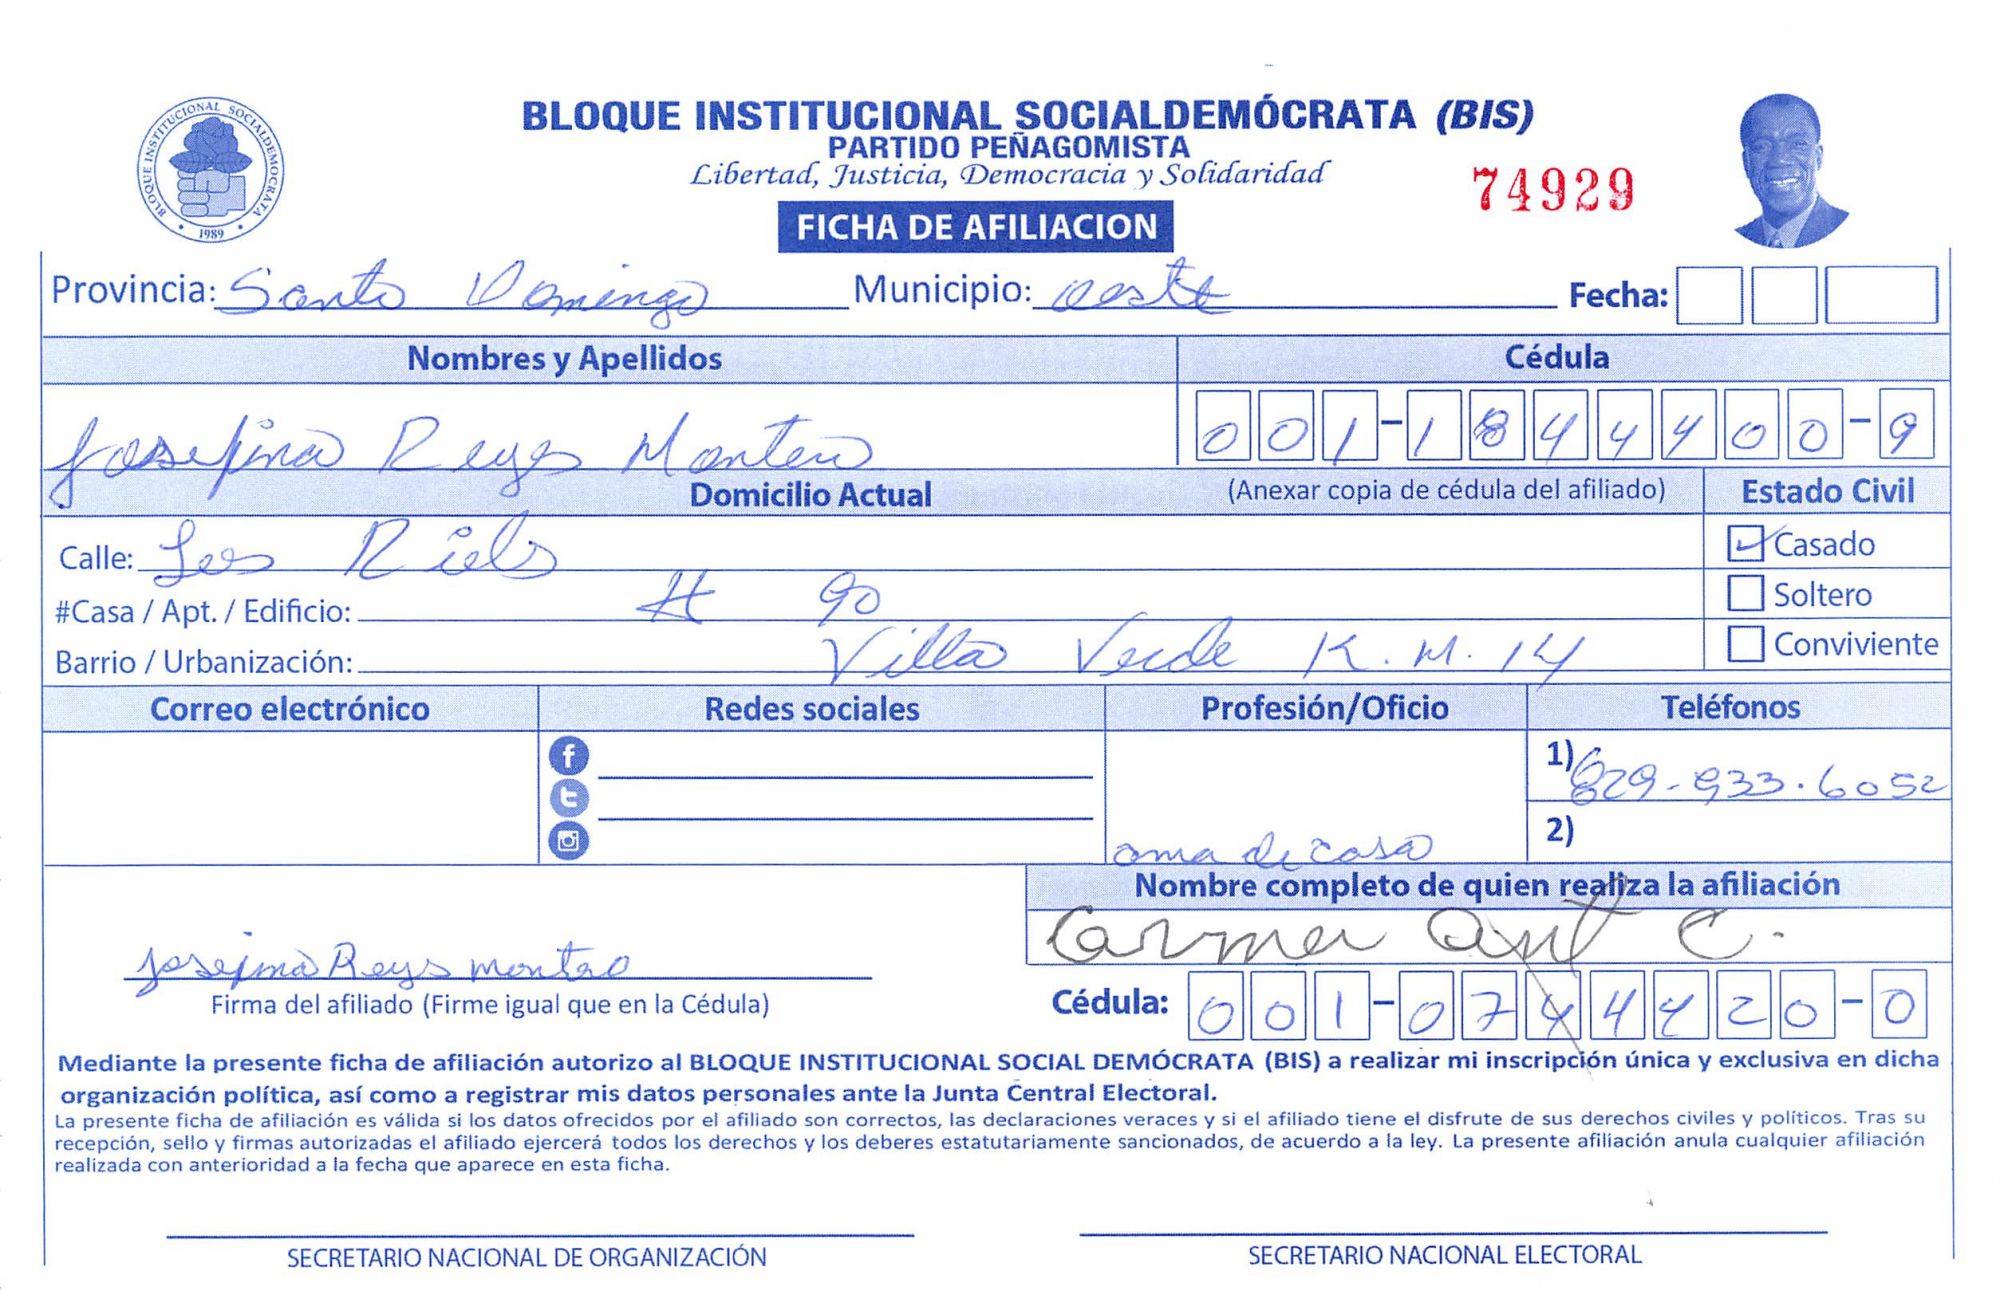 BLOQUE INSTITUCIONAL SOCIALDEMOCRATA
1989
BLOQUE INSTITUCIONAL SOCIALDEMÓCRATA (BIS)
PARTIDO PEÑAGOMISTA
Libertad, Justicia, Democracia y Solidaridad
74929
FICHA DE AFILIACION
Provincia: Santo Domingo Municipio: oeste Fecha:
Nombres y Apellidos Cédula
Josefina Reyes Montero 001-1844400-9
Domicilio Actual (Anexar copia de cédula del afiliado) Estado Civil
Calle: Los Riels Casado
#Casa / Apt. / Edificio: # 90 Soltero
Barrio / Urbanización: Villa Verde K.M. 14 Conviviente
Correo electrónico Redes sociales Profesión/Oficio Teléfonos
1) 829-933.6052
ama de casa 2)
Nombre completo de quien realiza la afiliación
Carmen Ant C.
Josefina Reys montero
Firma del afiliado (Firme igual que en la Cédula) Cédula: 001-0744420-0
Mediante la presente ficha de afiliación autorizo al BLOQUE INSTITUCIONAL SOCIAL DEMÓCRATA (BIS) a realizar mi inscripción única y exclusiva en dicha
organización política, así como a registrar mis datos personales ante la Junta Central Electoral.
La presente ficha de afiliación es válida si los datos ofrecidos por el afiliado son correctos, las declaraciones veraces y si el afiliado tiene el disfrute de sus derechos civiles y políticos. Tras su
recepción, sello y firmas autorizadas el afiliado ejercerá todos los derechos y los deberes estatutariamente sancionados, de acuerdo a la ley. La presente afiliación anula cualquier afiliación
realizada con anterioridad a la fecha que aparece en esta ficha.
SECRETARIO NACIONAL DE ORGANIZACIÓN SECRETARIO NACIONAL ELECTORAL